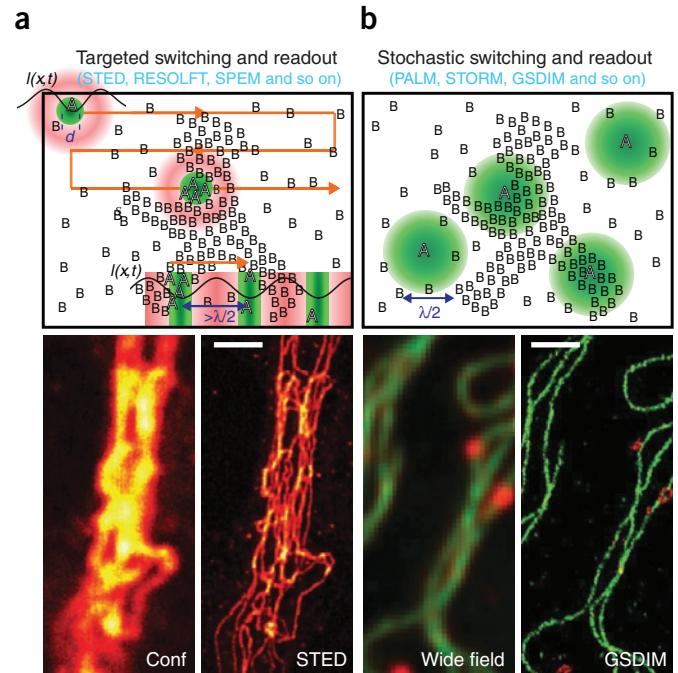 a
Targeted switching and readout
(STED, RESOLFT, SPEM and so on)
I(x,t)
A
B
d
I(x,t)
>λ/2
Conf
STED
b
Stochastic switching and readout
(PALM, STORM, GSDIM and so on)
A
B
λ/2
Wide field
GSDIM